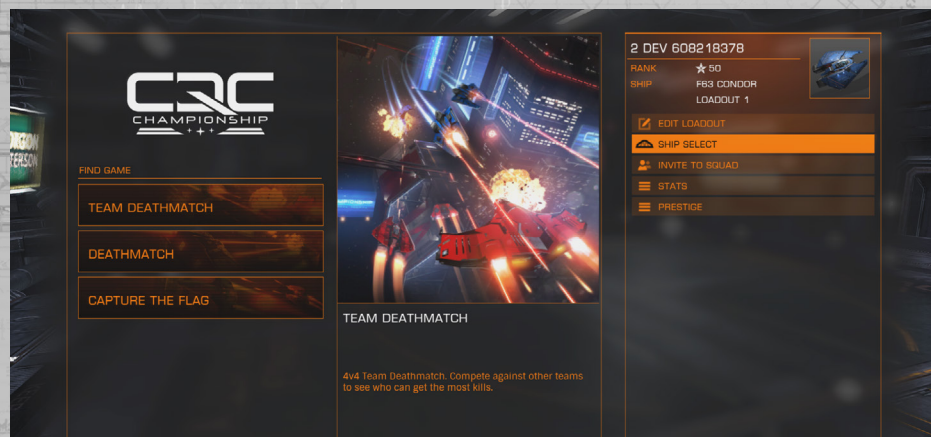 CQC
CHAMPIONSHIP
FIND GAME
TEAM DEATHMATCH
DEATHMATCH
CAPTURE THE FLAG
TEAM DEATHMATCH
4v4 Team Deathmatch. Compete against other teams
to see who can get the most kills.
2 DEV 608218378
RANK 50
SHIP F63 CONDOR
LOADOUT 1
EDIT LOADOUT
SHIP SELECT
INVITE TO SQUAD
STATS
PRESTIGE